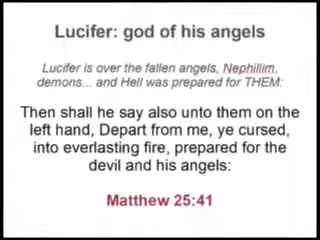 Lucifer: god of his angels
Lucifer is over the fallen angels, Nephillim,
demons... and Hell was prepared for THEM:
Then shall he say also unto them on the
left hand, Depart from me, ye cursed,
into everlasting fire, prepared for the
devil and his angels:
Matthew 25:41